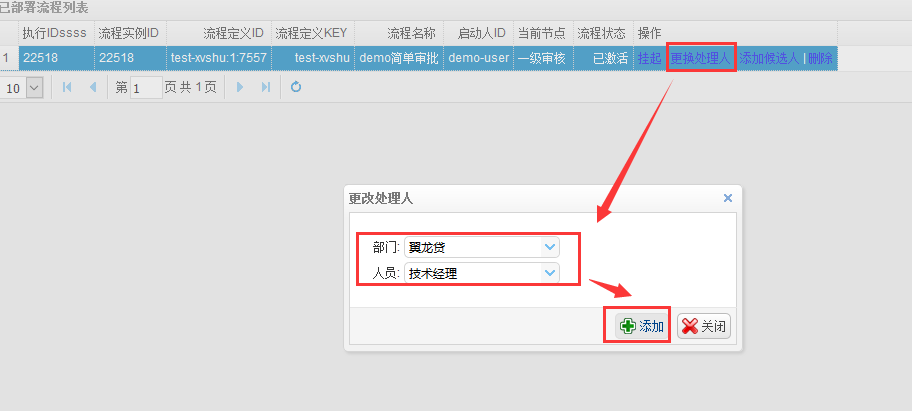 已部署流程列表
执行IDssss 流程实例ID 流程定义ID 流程定义KEY 流程名称 启动人ID 当前节点 流程状态 操作
1 22518 22518 test-xvshu:1:7557 test-xvshu demo简单审批 demo-user 一级审核 已激活 挂起 更换处理人 添加候选人 | 删除
10 第 1 页 共 1 页
更改处理人
部门: 翼龙贷
人员: 技术经理
添加 关闭